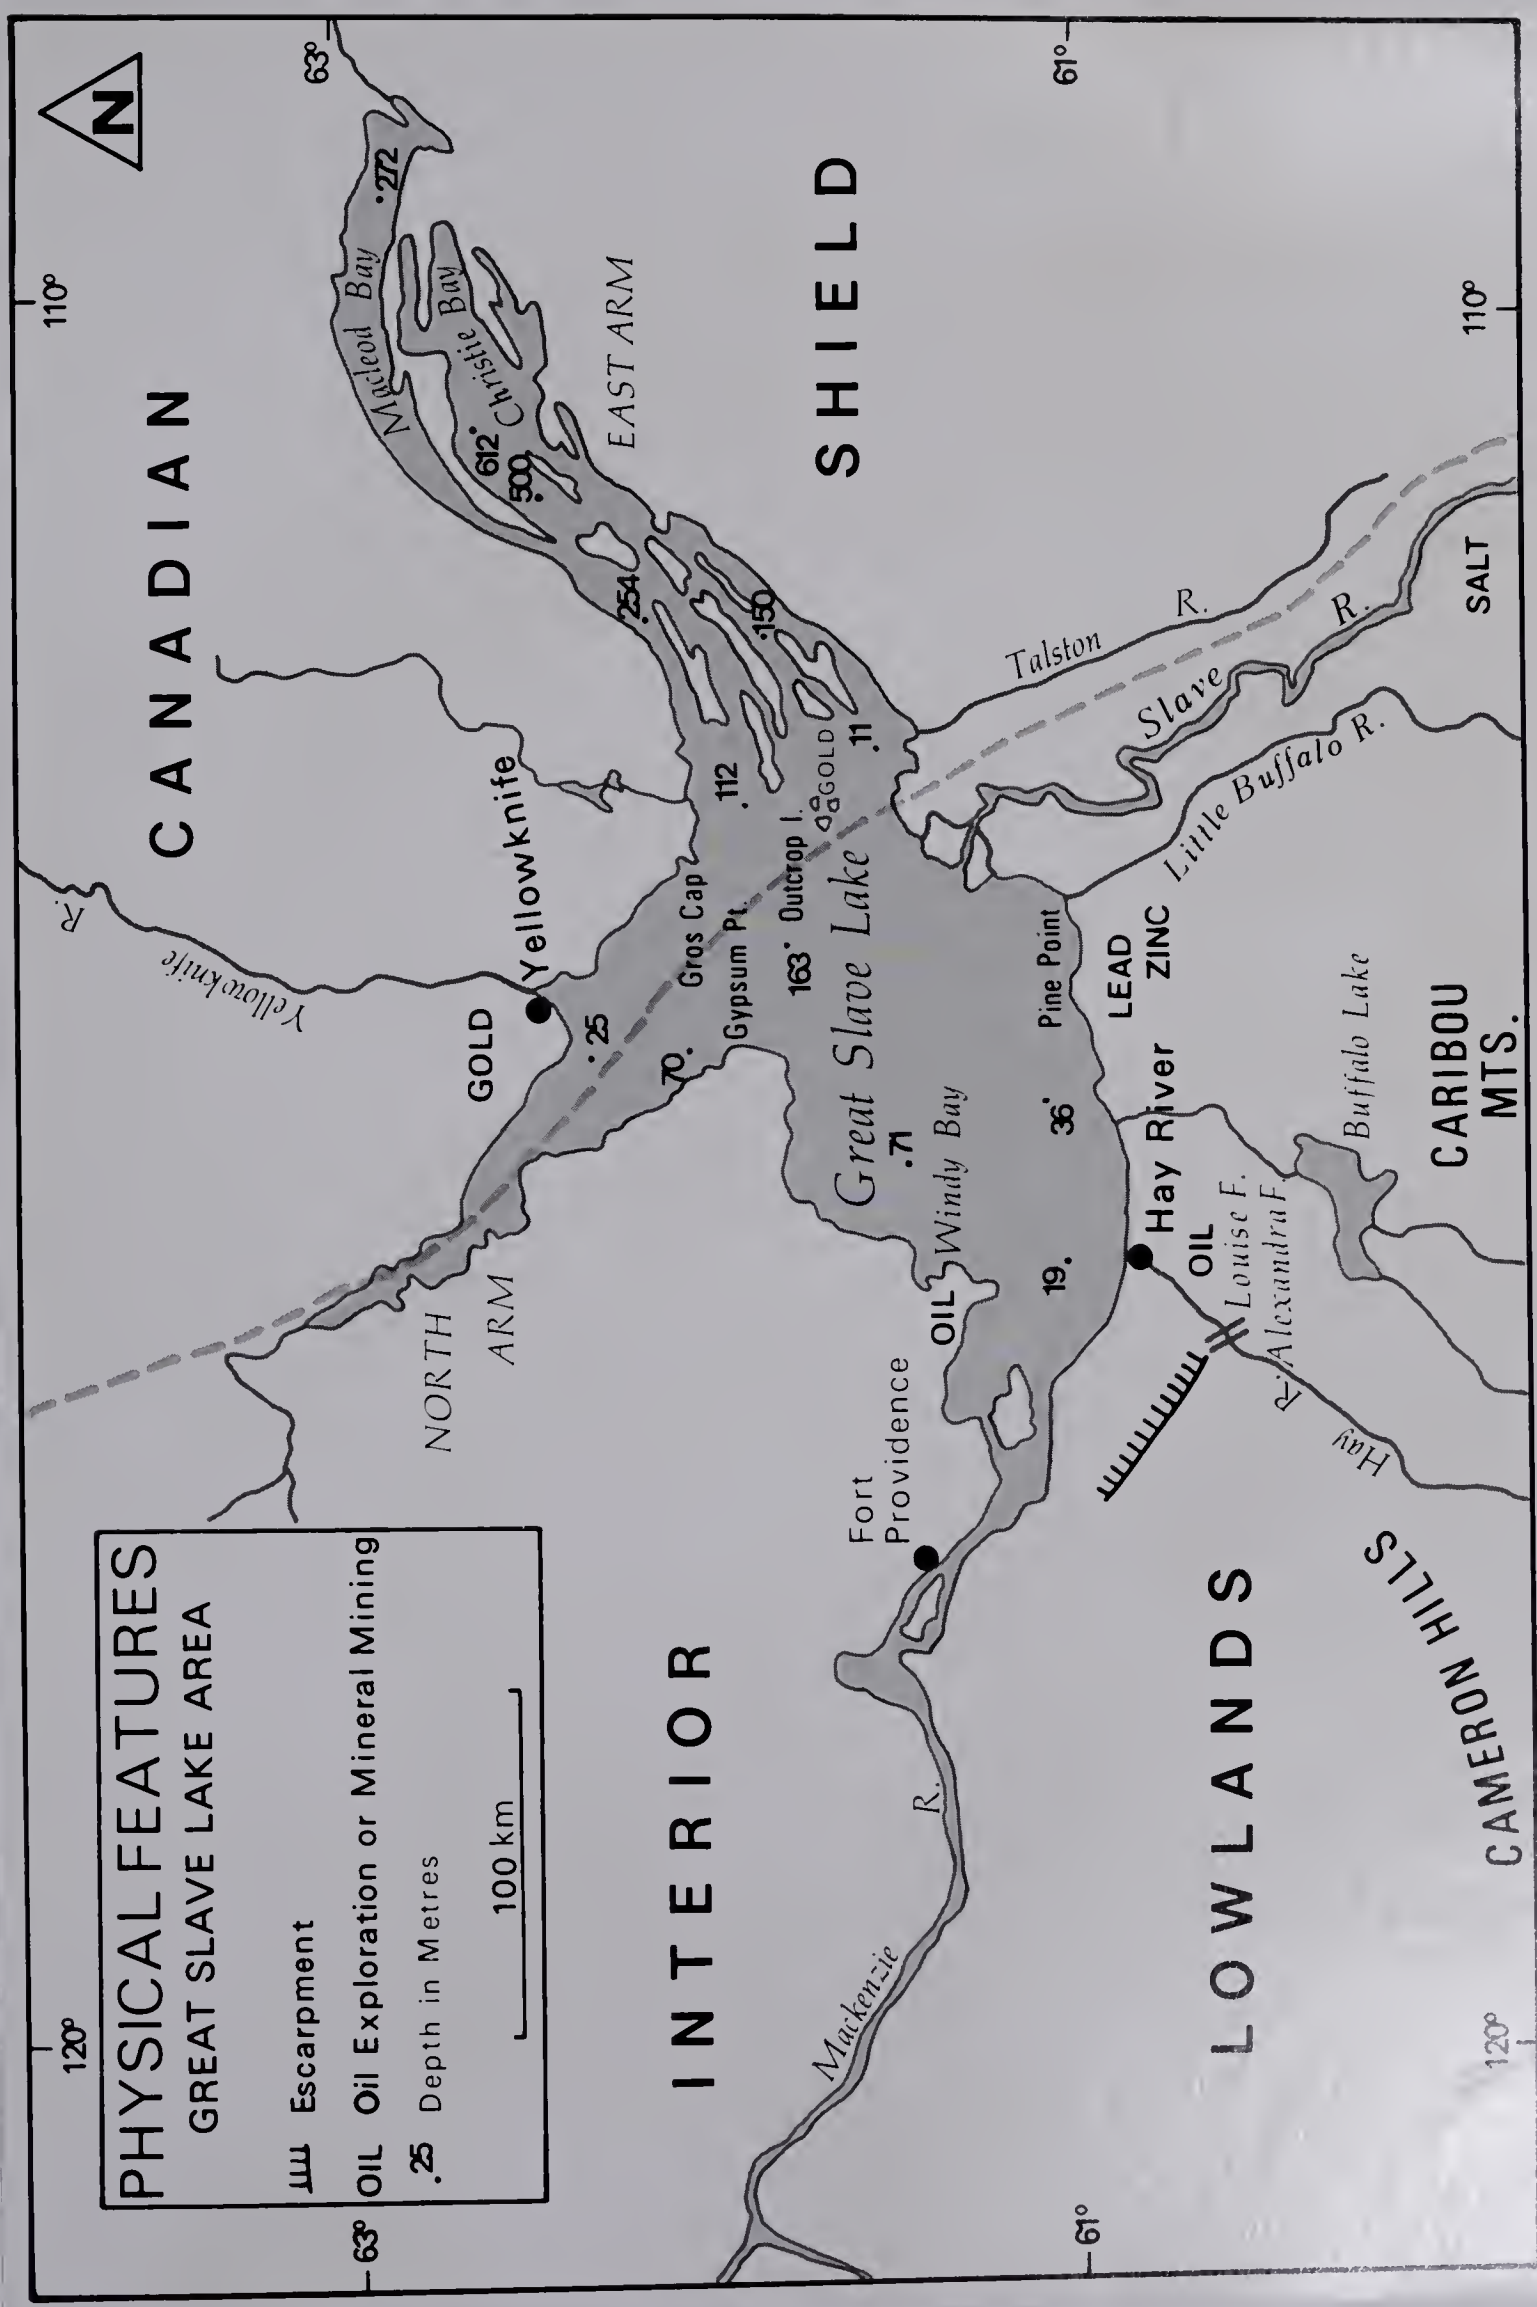 PHYSICAL FEATURES
GREAT SLAVE LAKE AREA
Escarpment
OIL Oil Exploration or Mineral Mining
.25 Depth in Metres
100 km
120°
110°
63°
63°
61°
61°
120°
110°
N
CANADIAN
SHIELD
INTERIOR
LOWLANDS
Yellowknife
R.
GOLD
Yellowknife
Macleod Bay
.272
Christie
Bay
612.
500
EAST ARM
.254
.150
112
.11
GOLD
Outcrop I.
Gros Cap
Gypsum Pt.
163.
.25
70.
NORTH
ARM
Great Slave Lake
.71
Windy Bay
OIL
36.
19.
Pine Point
LEAD
ZINC
Hay River
OIL
Louise F.
Alexandra F.
Hay
R.
Fort
Providence
Mackenzie
R.
Talston
R.
Slave
R.
Little Buffalo R.
SALT
Buffalo Lake
CARIBOU
MTS.
CAMERON HILLS